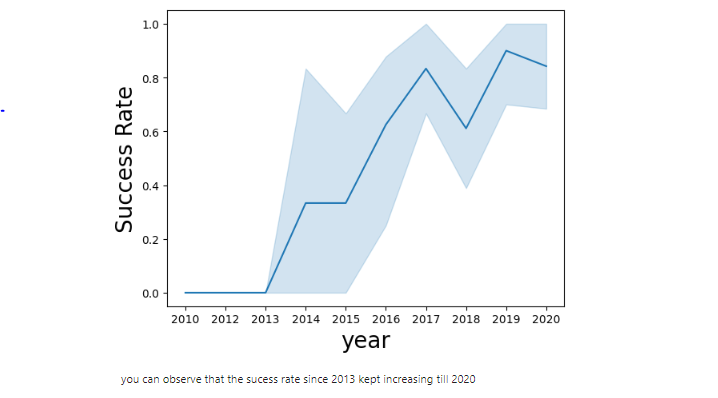 1.0
0.8
0.6
0.4
0.2
0.0
Success Rate
2010 2012 2013 2014 2015 2016 2017 2018 2019 2020
year
you can observe that the sucess rate since 2013 kept increasing till 2020